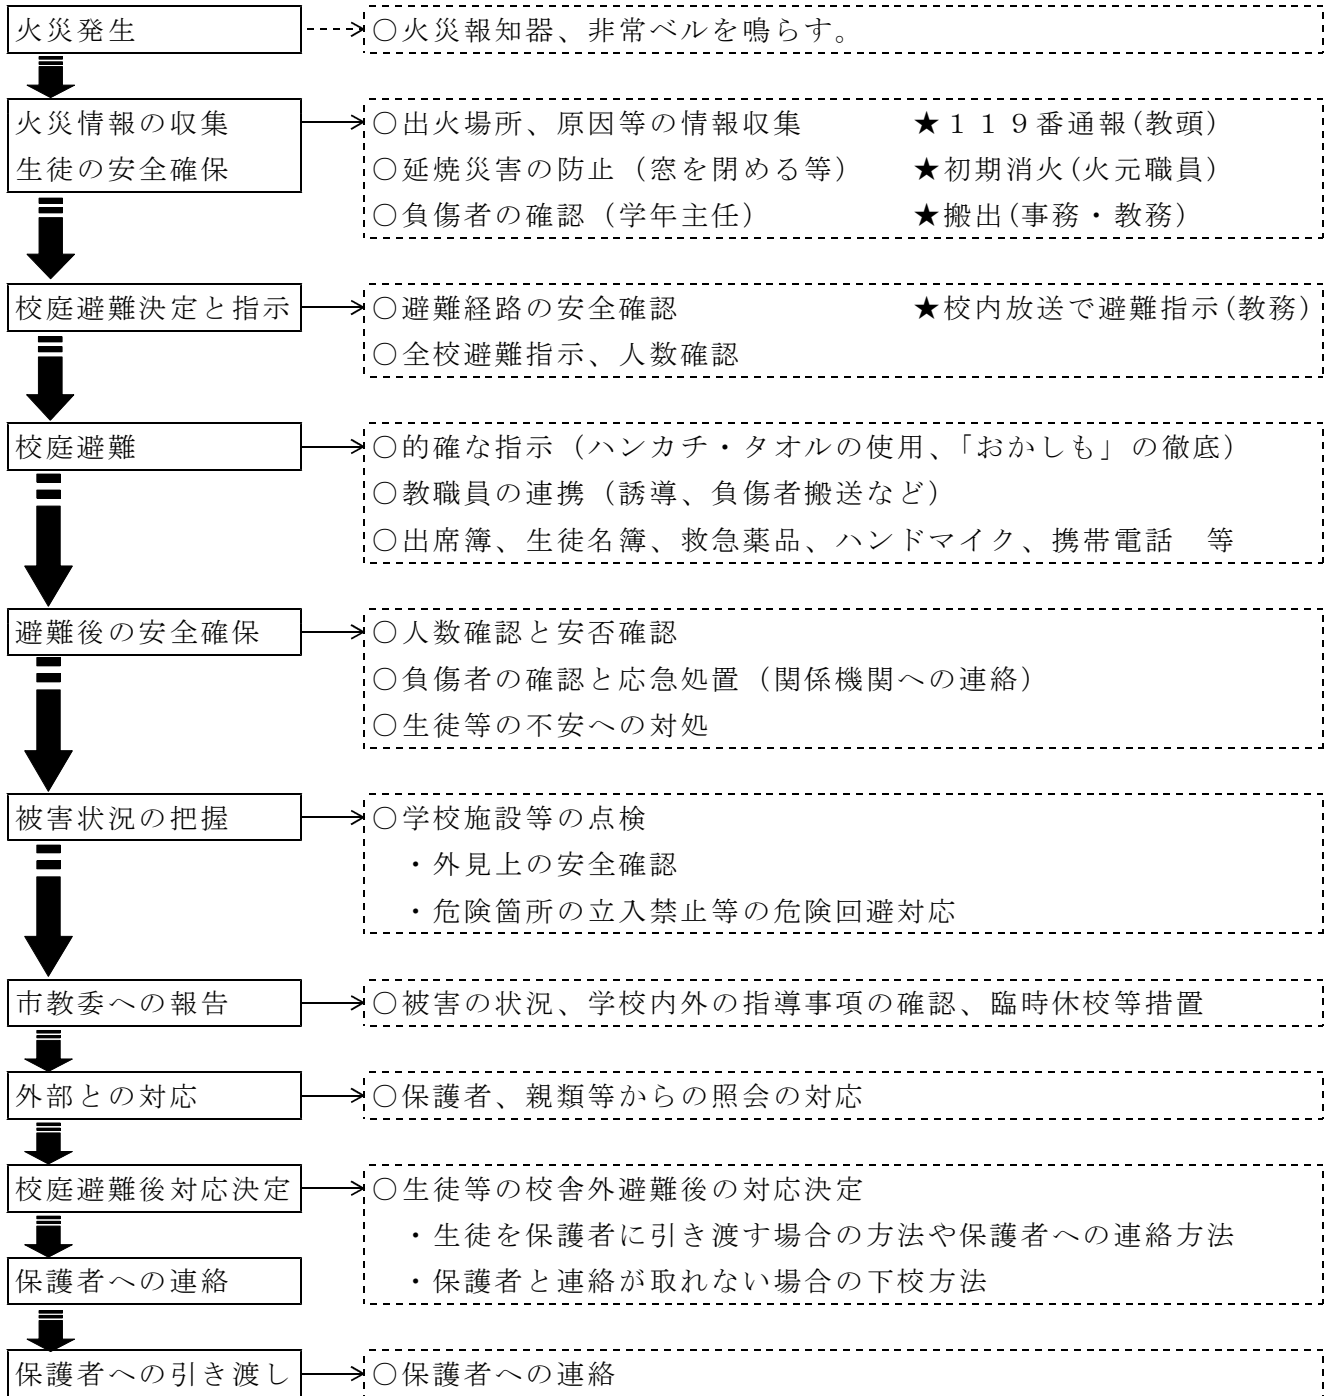 火災発生
○火災報知器、非常ベルを鳴らす。
火災情報の収集
生徒の安全確保
○出火場所、原因等の情報収集　★１１９番通報(教頭)
○延焼災害の防止（窓を閉める等）　★初期消火(火元職員)
○負傷者の確認（学年主任）　★搬出(事務・教務)
校庭避難決定と指示
○避難経路の安全確認　★校内放送で避難指示(教務)
○全校避難指示、人数確認
校庭避難
○的確な指示（ハンカチ・タオルの使用、「おかしも」の徹底）
○教職員の連携（誘導、負傷者搬送など）
○出席簿、生徒名簿、救急薬品、ハンドマイク、携帯電話　等
避難後の安全確保
○人数確認と安否確認
○負傷者の確認と応急処置（関係機関への連絡）
○生徒等の不安への対処
被害状況の把握
○学校施設等の点検
・外見上の安全確認
・危険箇所の立入禁止等の危険回避対応
市教委への報告
○被害の状況、学校内外の指導事項の確認、臨時休校等措置
外部との対応
○保護者、親類等からの照会の対応
校庭避難後対応決定
○生徒等の校舎外避難後の対応決定
・生徒を保護者に引き渡す場合の方法や保護者への連絡方法
保護者への連絡
・保護者と連絡が取れない場合の下校方法
保護者への引き渡し
○保護者への連絡